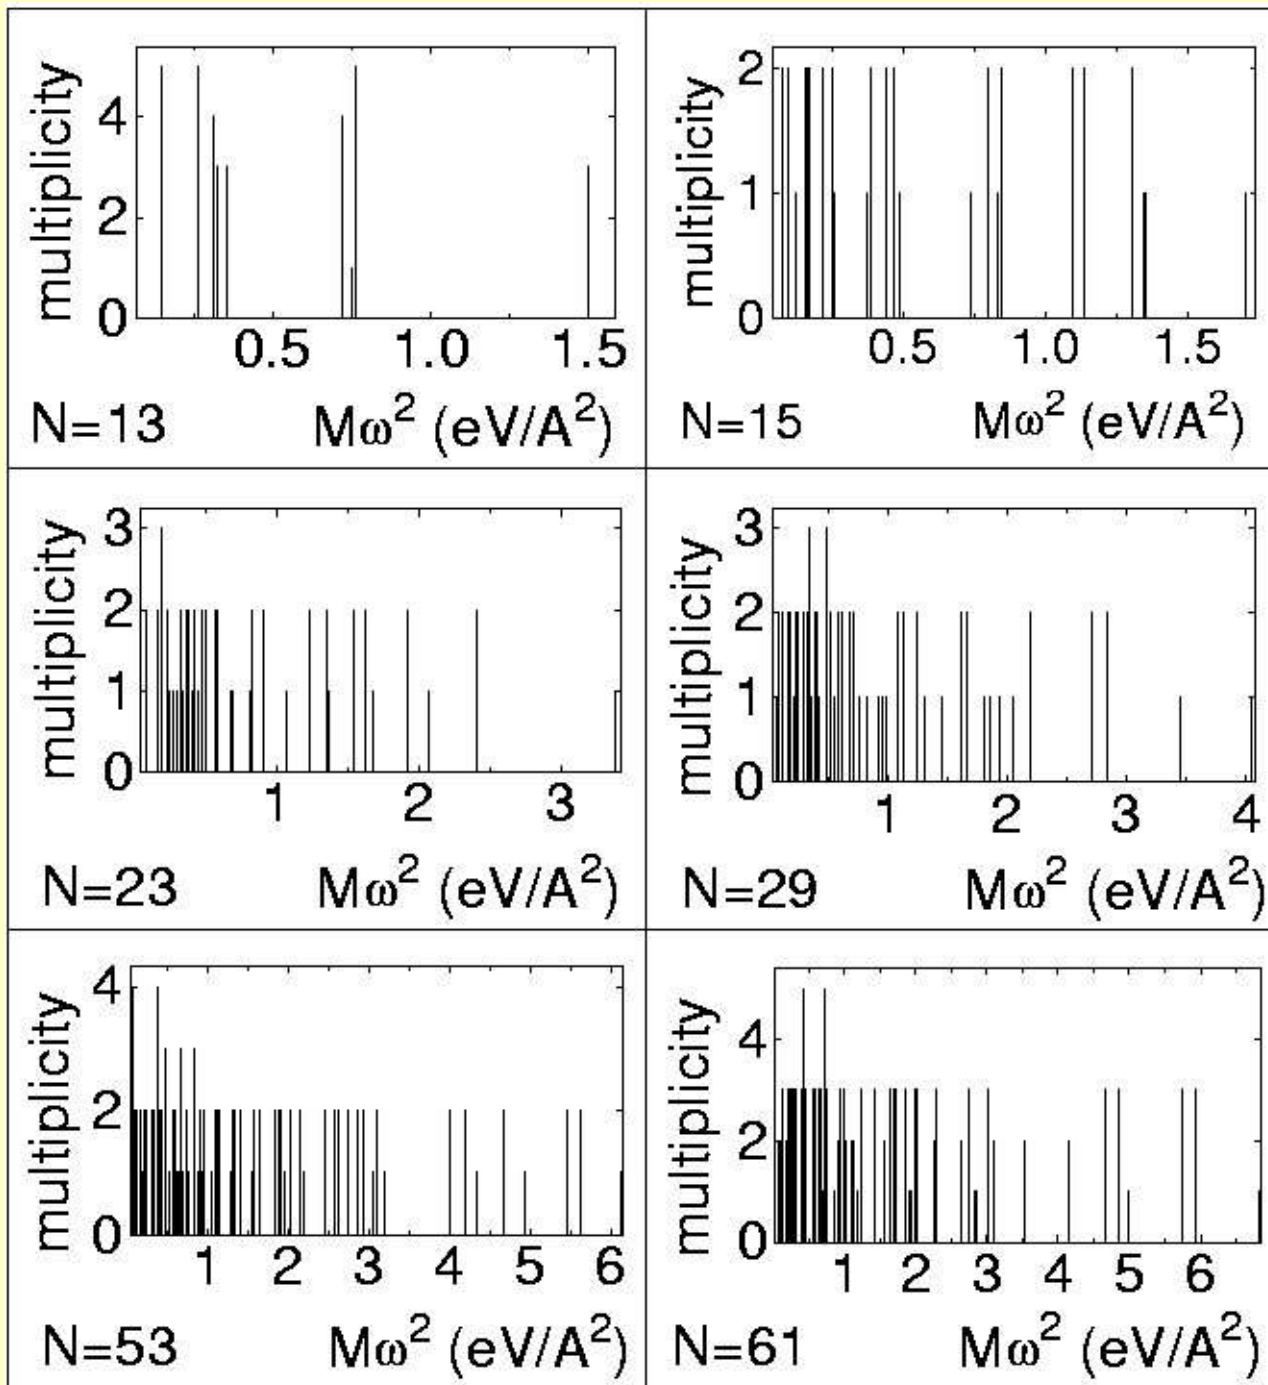 multiplicity
4
2
0
0.5 1.0 1.5
N=13 Mω² (eV/A²)
multiplicity
2
1
0
0.5 1.0 1.5
N=15 Mω² (eV/A²)
multiplicity
3
2
1
0
1 2 3
N=23 Mω² (eV/A²)
multiplicity
3
2
1
0
1 2 3 4
N=29 Mω² (eV/A²)
multiplicity
4
2
0
1 2 3 4 5 6
N=53 Mω² (eV/A²)
multiplicity
4
2
0
1 2 3 4 5 6
N=61 Mω² (eV/A²)